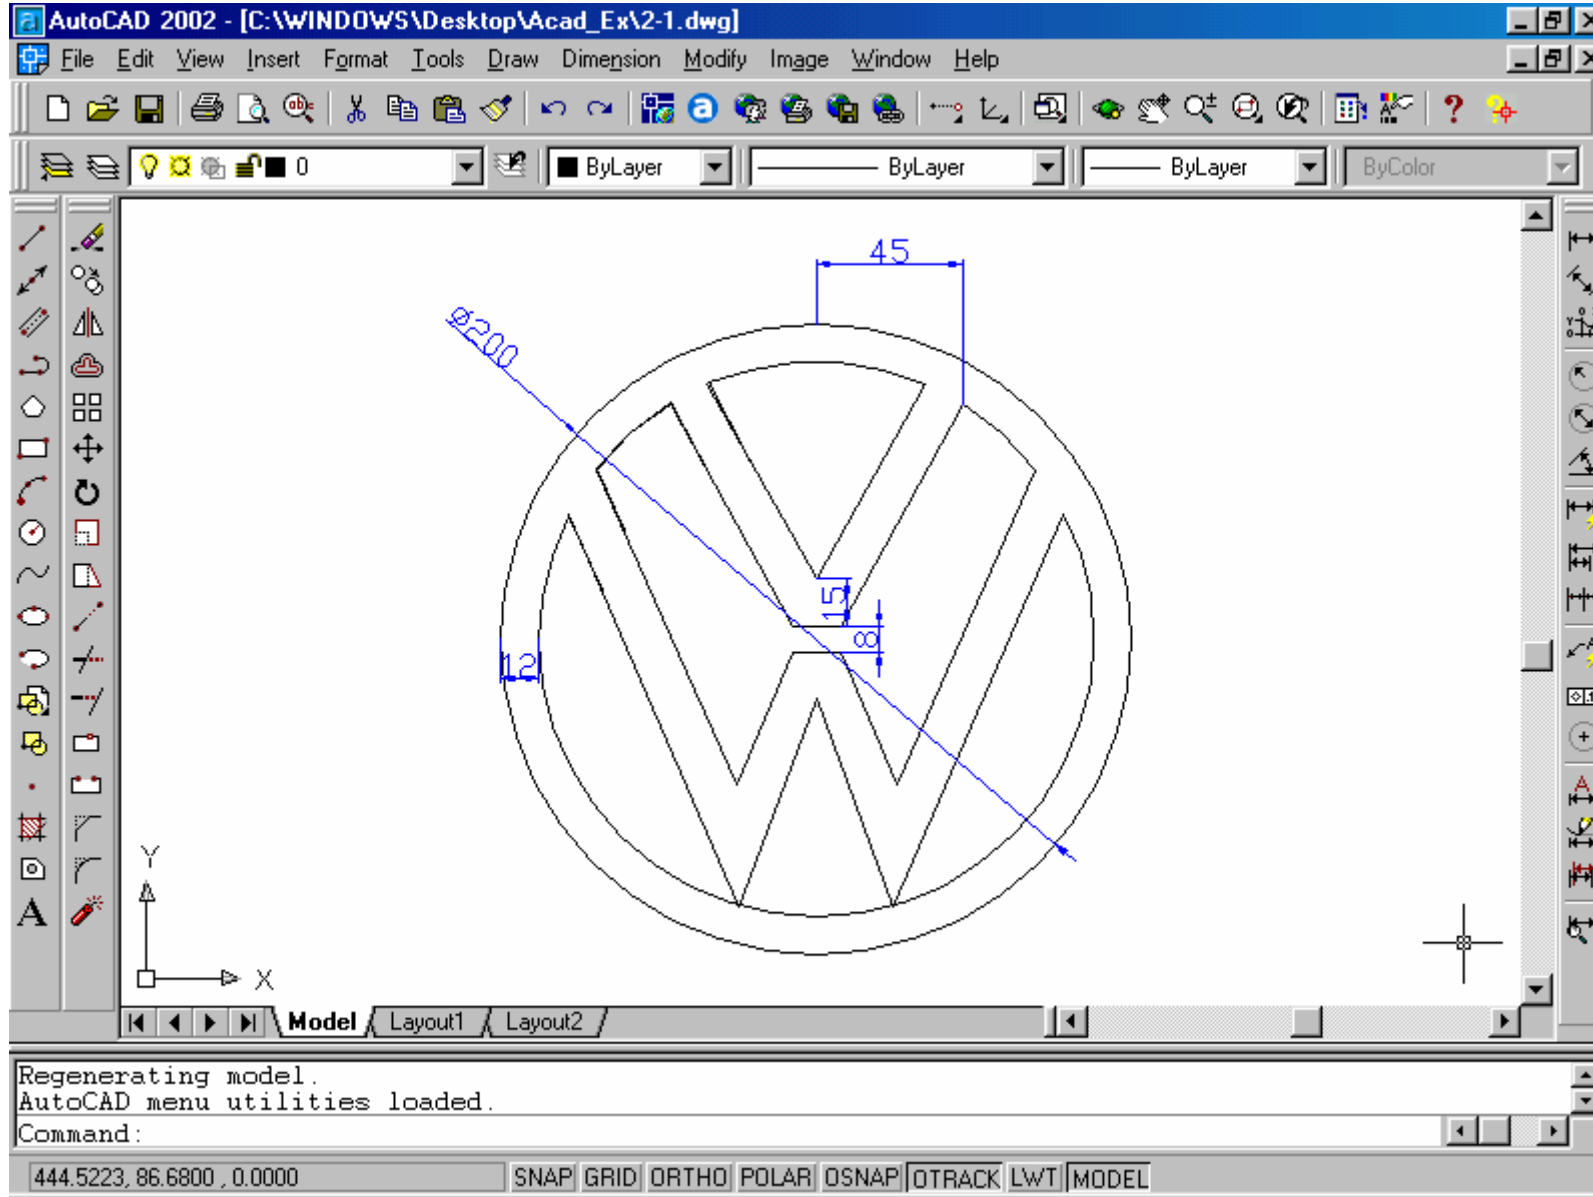 AutoCAD 2002 - [C:\WINDOWS\Desktop\Acad_Ex\2-1.dwg]
File Edit View Insert Format Tools Draw Dimension Modify Image Window Help
0 ByLayer ByLayer ByLayer ByColor
45
ø200
15
8
12
Y
X
Model Layout1 Layout2
Regenerating model.
AutoCAD menu utilities loaded.
Command:
444.5223, 86.6800 , 0.0000 SNAP GRID ORTHO POLAR OSNAP OTRACK LWT MODEL